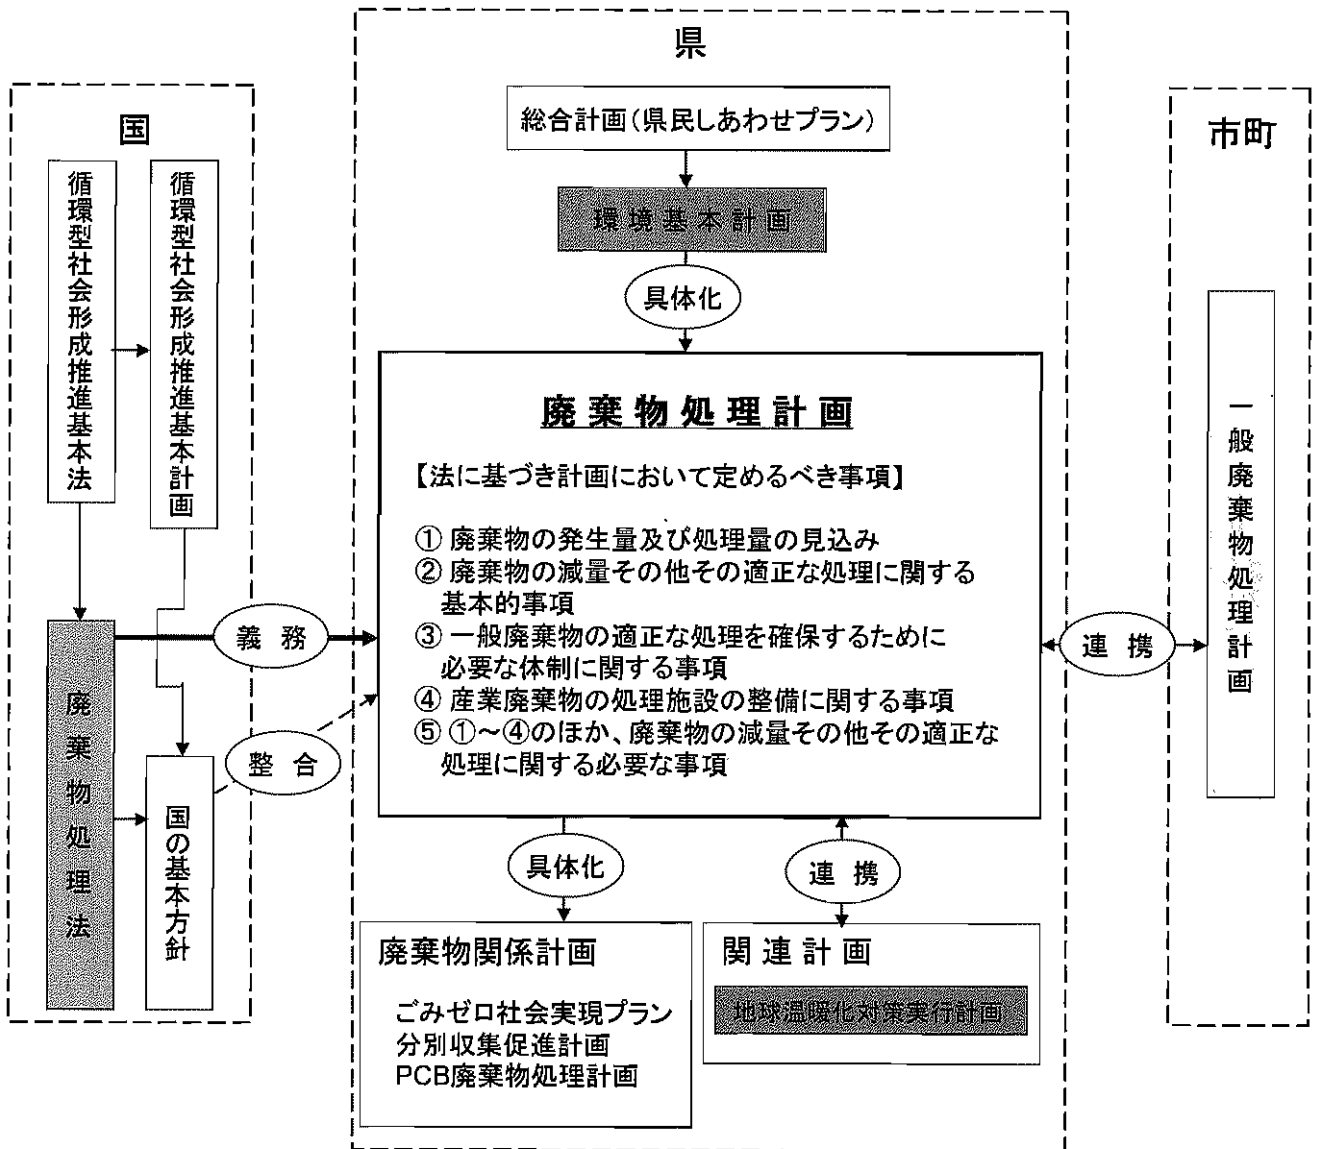 県
総合計画（県民しあわせプラン）
環境基本計画
具体化
国
循環型社会形成推進基本法
循環型社会形成推進基本計画
廃棄物処理法
国の基本方針
義務
整合
廃棄物処理計画
【法に基づき計画において定めるべき事項】
① 廃棄物の発生量及び処理量の見込み
② 廃棄物の減量その他その適正な処理に関する
基本的事項
③ 一般廃棄物の適正な処理を確保するために
必要な体制に関する事項
④ 産業廃棄物の処理施設の整備に関する事項
⑤ ①～④のほか、廃棄物の減量その他その適正な
処理に関する必要な事項
連携
市町
一般廃棄物処理計画
具体化
連携
廃棄物関係計画
ごみゼロ社会実現プラン
分別収集促進計画
PCB廃棄物処理計画
関連計画
地球温暖化対策実行計画